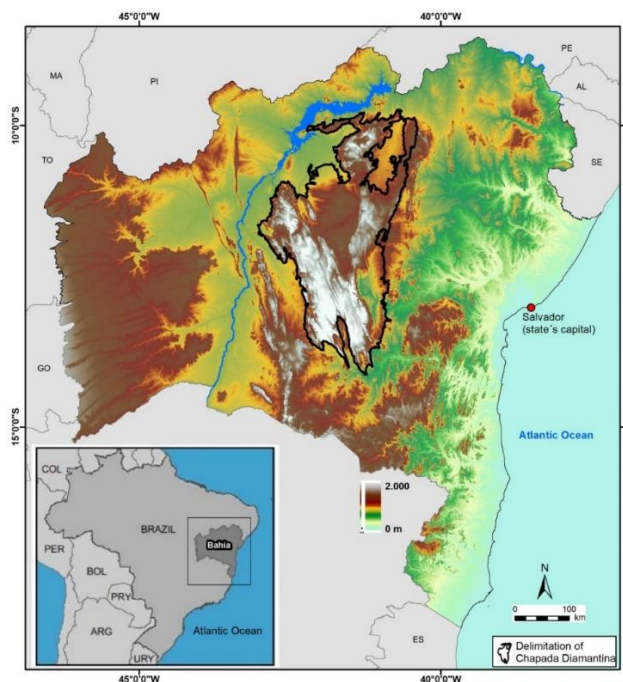 45°0'0"W
40°0'0"W
PE
MA
PI
AL
10°0'0"S
SE
TO
Salvador
(state´s capital)
GO
15°0'0"S
Atlantic Ocean
2.000
0 m
COL
BRAZIL
Bahia
PER
BOL
PRY
ARG
URY
Atlantic Ocean
N
0 100
km
ES
Delimitation of
Chapada Diamantina
45°0'0"W
40°0'0"W